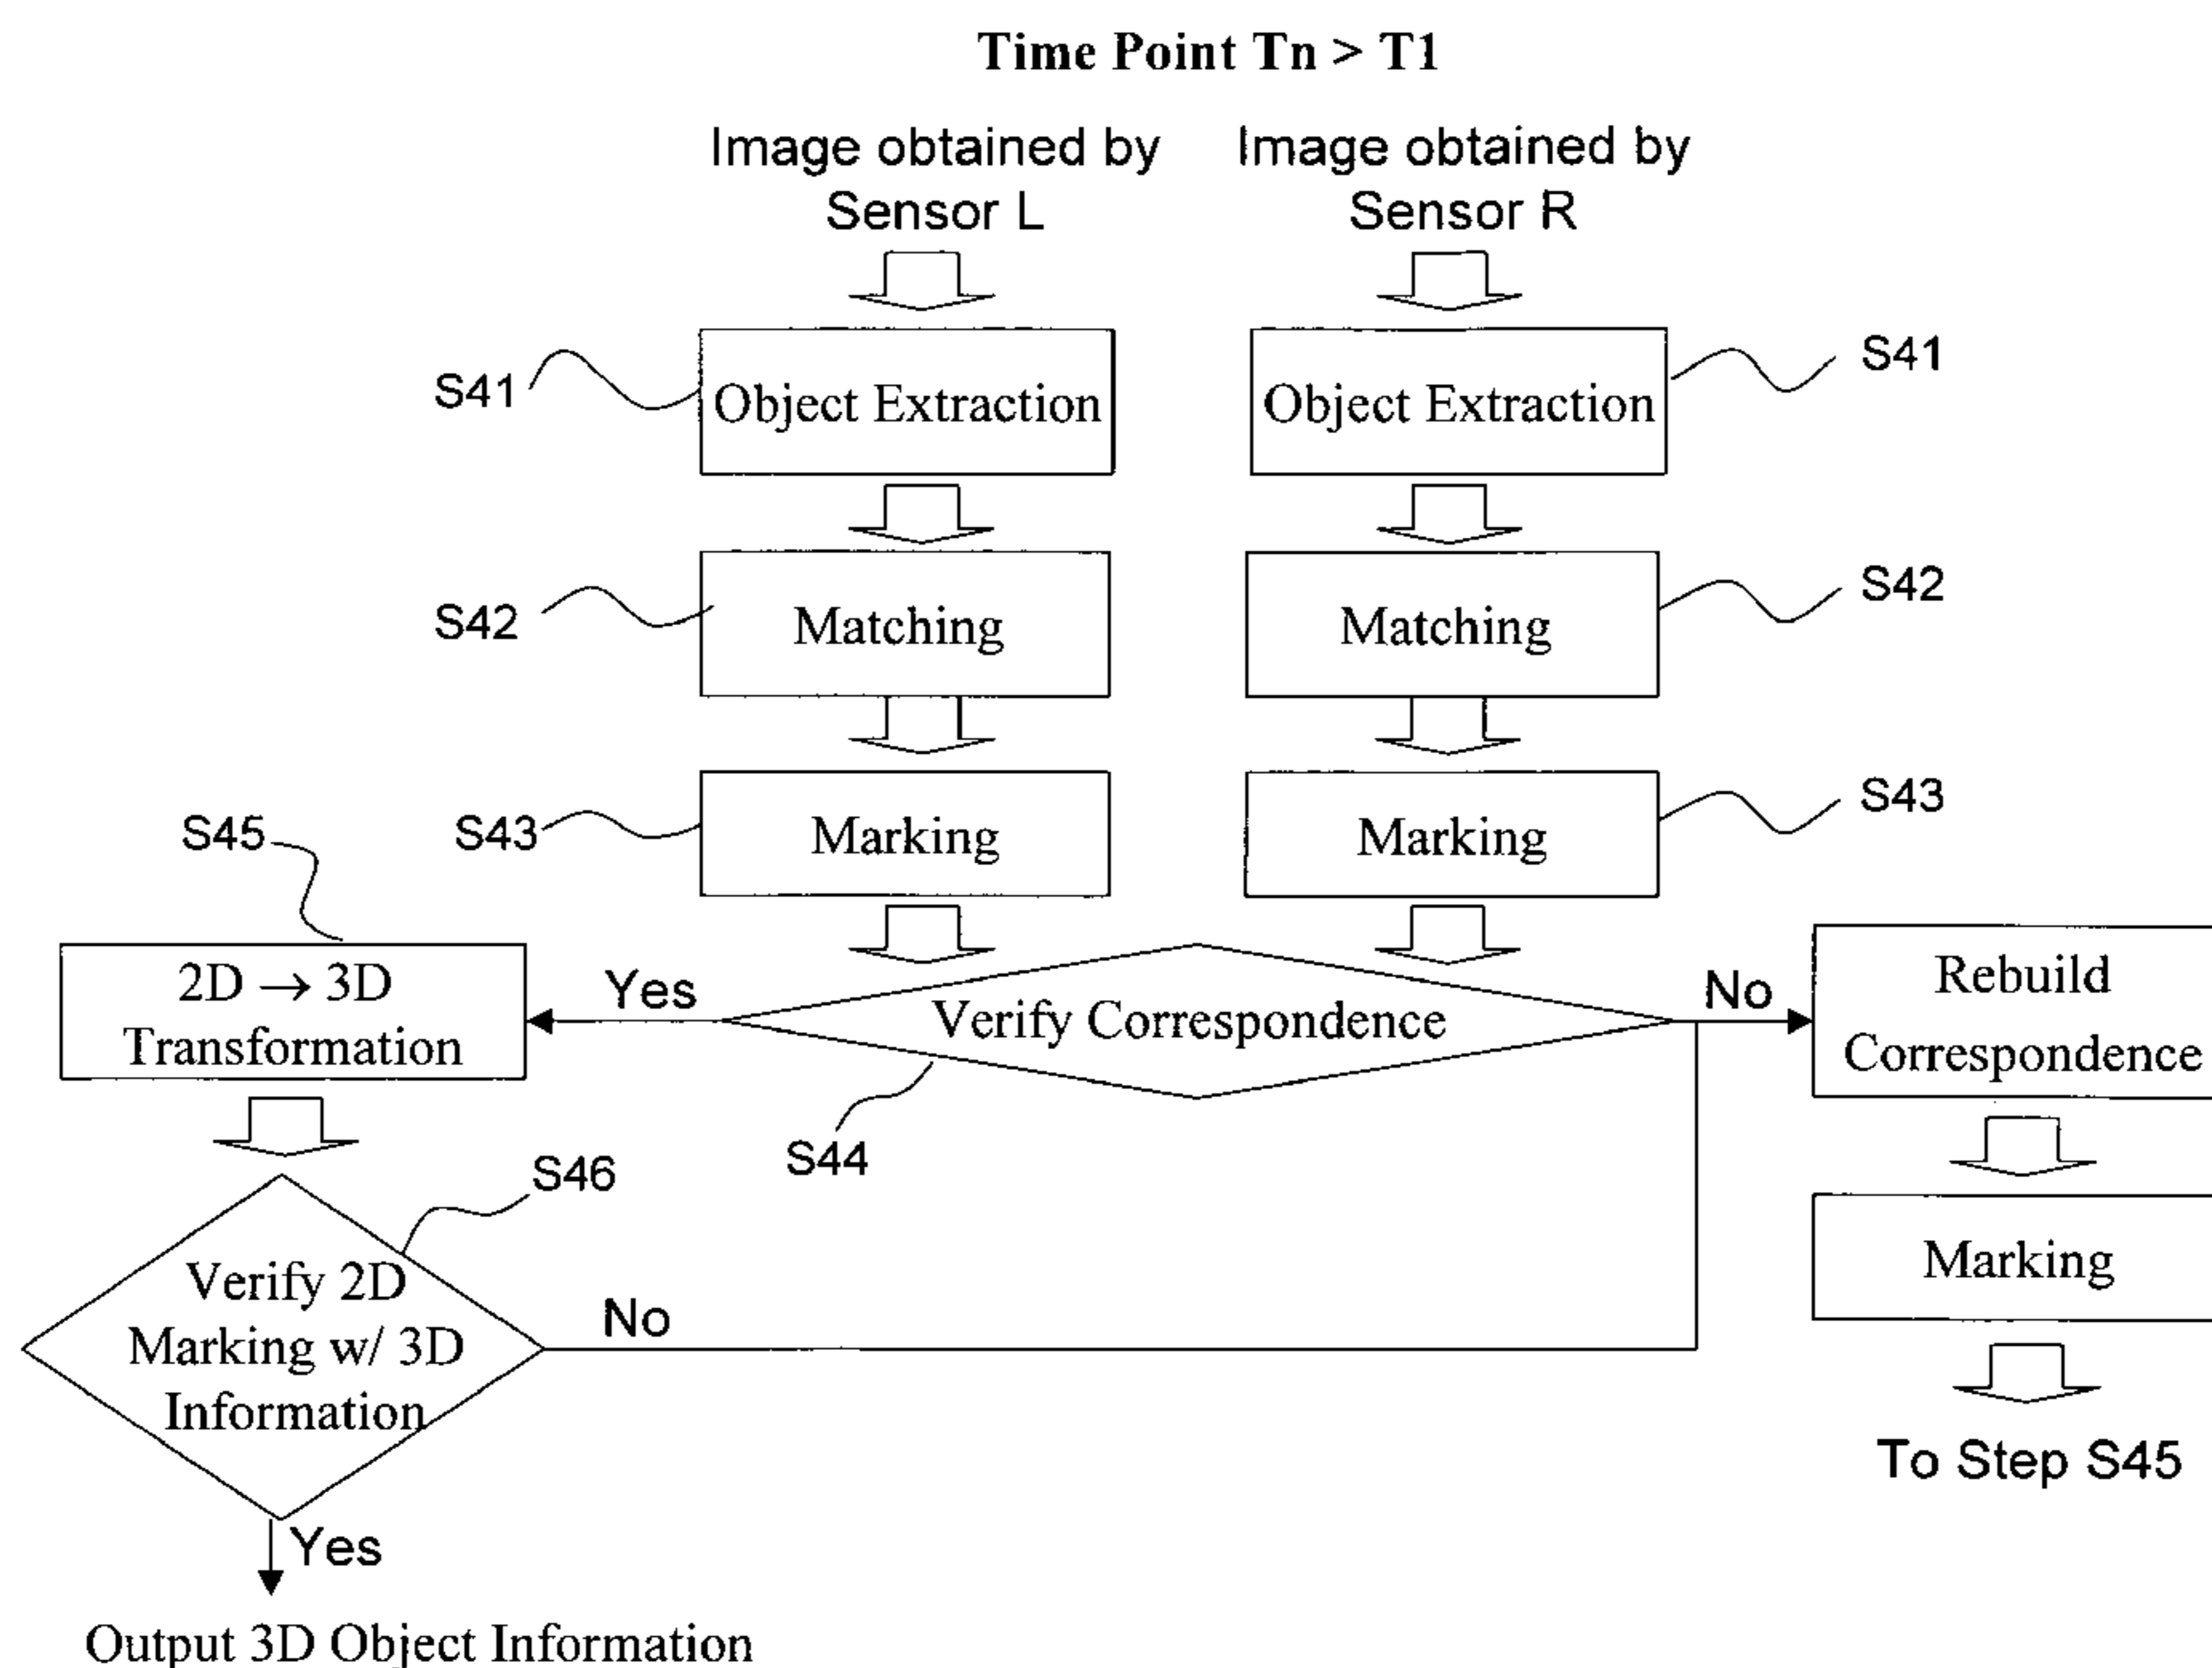 Time Point Tn > T1
Image obtained by
Sensor L
Image obtained by
Sensor R
S41
Object Extraction
Object Extraction
S41
S42
Matching
Matching
S42
S45
S43
Marking
Marking
S43
2D → 3D
Transformation
Yes
Verify Correspondence
No
Rebuild
Correspondence
S44
S46
Verify 2D
Marking w/ 3D
Information
No
Marking
Yes
To Step S45
Output 3D Object Information